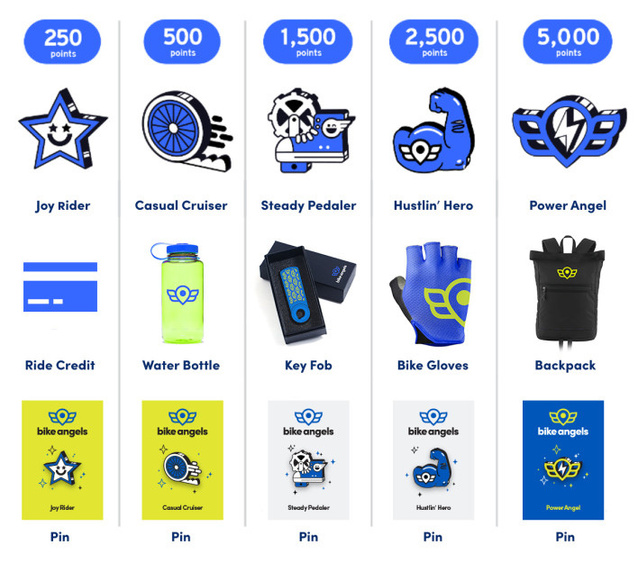 250
points
500
points
1,500
points
2,500
points
5,000
points
Joy Rider
Casual Cruiser
Steady Pedaler
Hustlin' Hero
Power Angel
bike angels
Ride Credit
Water Bottle
Key Fob
Bike Gloves
Backpack
bike angels
bike angels
bike angels
bike angels
bike angels
Joy Rider
Casual Cruiser
Steady Pedaler
Hustlin' Hero
Power Angel
Pin
Pin
Pin
Pin
Pin